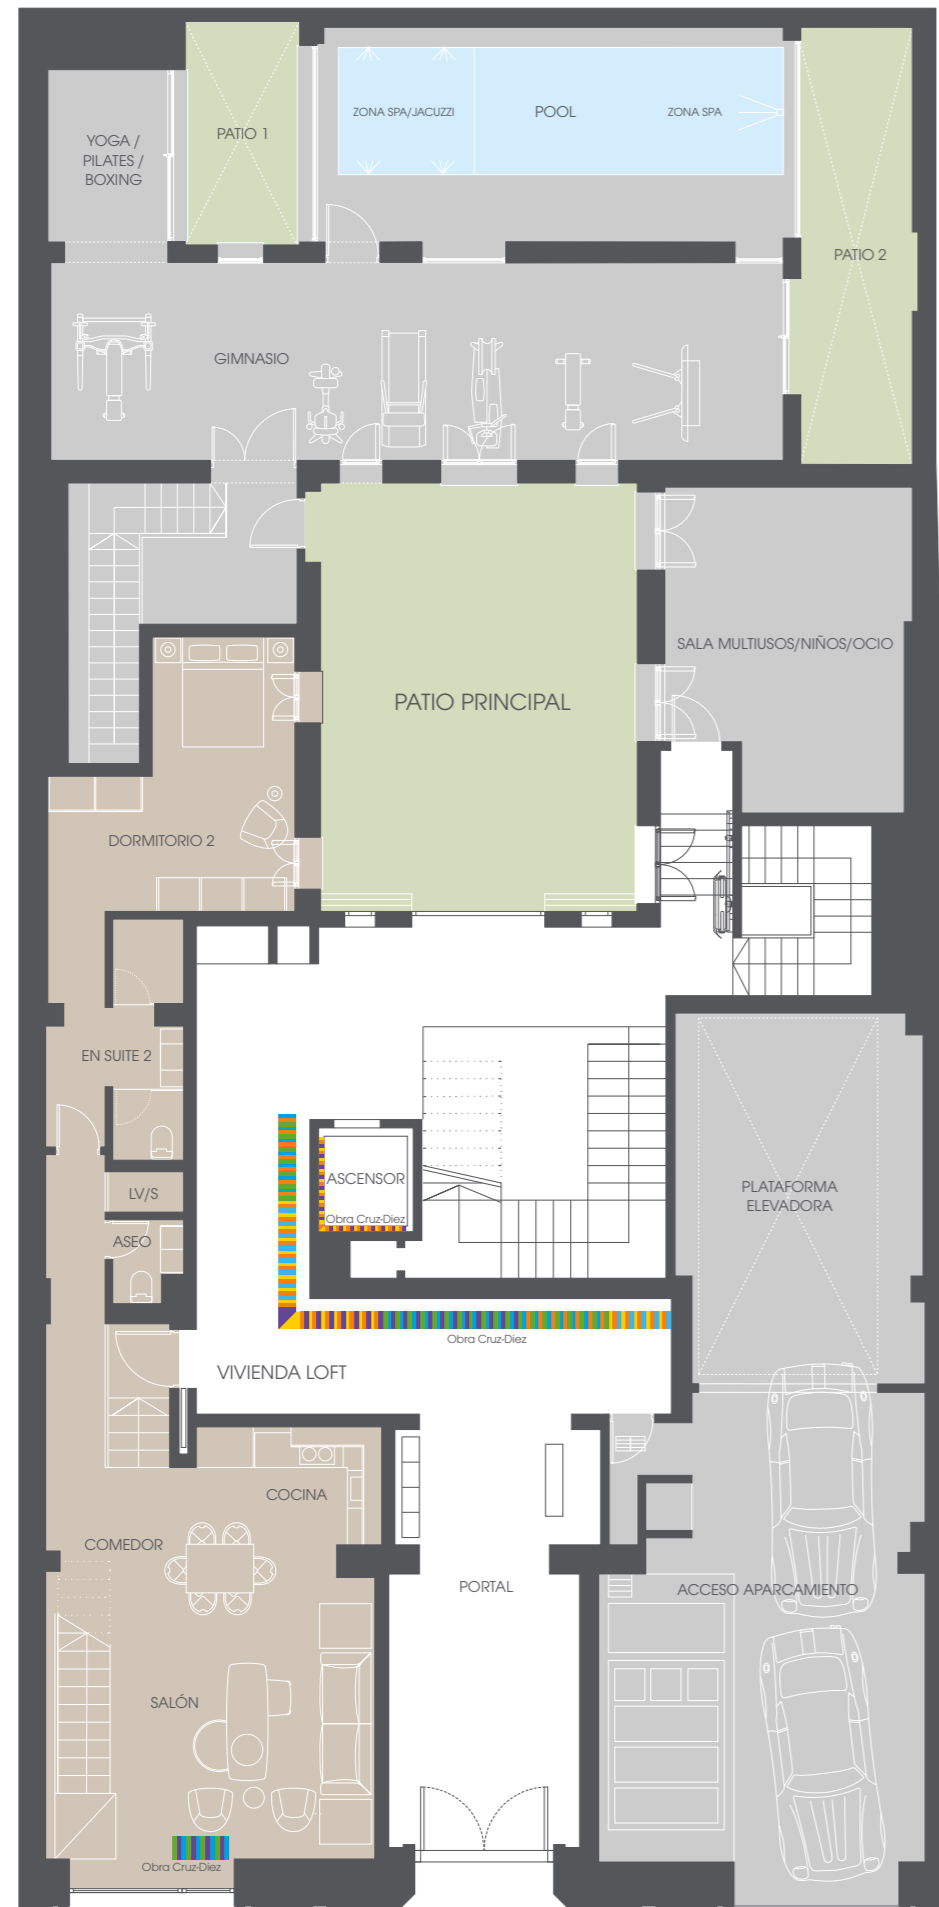 ZONA SPA/JACUZZI
POOL
ZONA SPA
PATIO 1
YOGA /
PILATES /
BOXING
PATIO 2
GIMNASIO
SALA MULTIUSOS/NIÑOS/OCIO
PATIO PRINCIPAL
DORMITORIO 2
EN SUITE 2
ASCENSOR
Obra Cruz-Diez
LV/S
PLATAFORMA
ELEVADORA
ASEO
Obra Cruz-Diez
VIVIENDA LOFT
COCINA
COMEDOR
PORTAL
ACCESO APARCAMIENTO
SALÓN
Obra Cruz-Diez